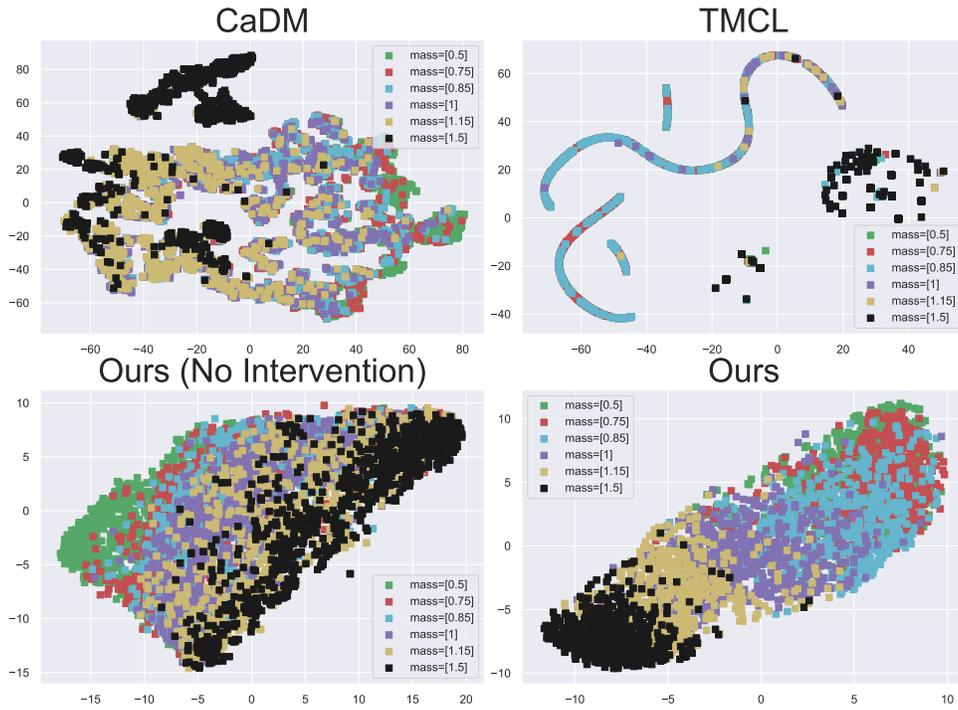 CaDM
80
60
40
20
0
−20
−40
−60
−60 −40 −20 0 20 40 60 80
mass=[0.5]
mass=[0.75]
mass=[0.85]
mass=[1]
mass=[1.15]
mass=[1.5]
TMCL
60
40
20
0
−20
−40
−60 −40 −20 0 20 40
mass=[0.5]
mass=[0.75]
mass=[0.85]
mass=[1]
mass=[1.15]
mass=[1.5]
Ours (No Intervention)
10
5
0
−5
−10
−15
−15 −10 −5 0 5 10 15 20
mass=[0.5]
mass=[0.75]
mass=[0.85]
mass=[1]
mass=[1.15]
mass=[1.5]
Ours
10
5
0
−5
−10
−10 −5 0 5 10
mass=[0.5]
mass=[0.75]
mass=[0.85]
mass=[1]
mass=[1.15]
mass=[1.5]